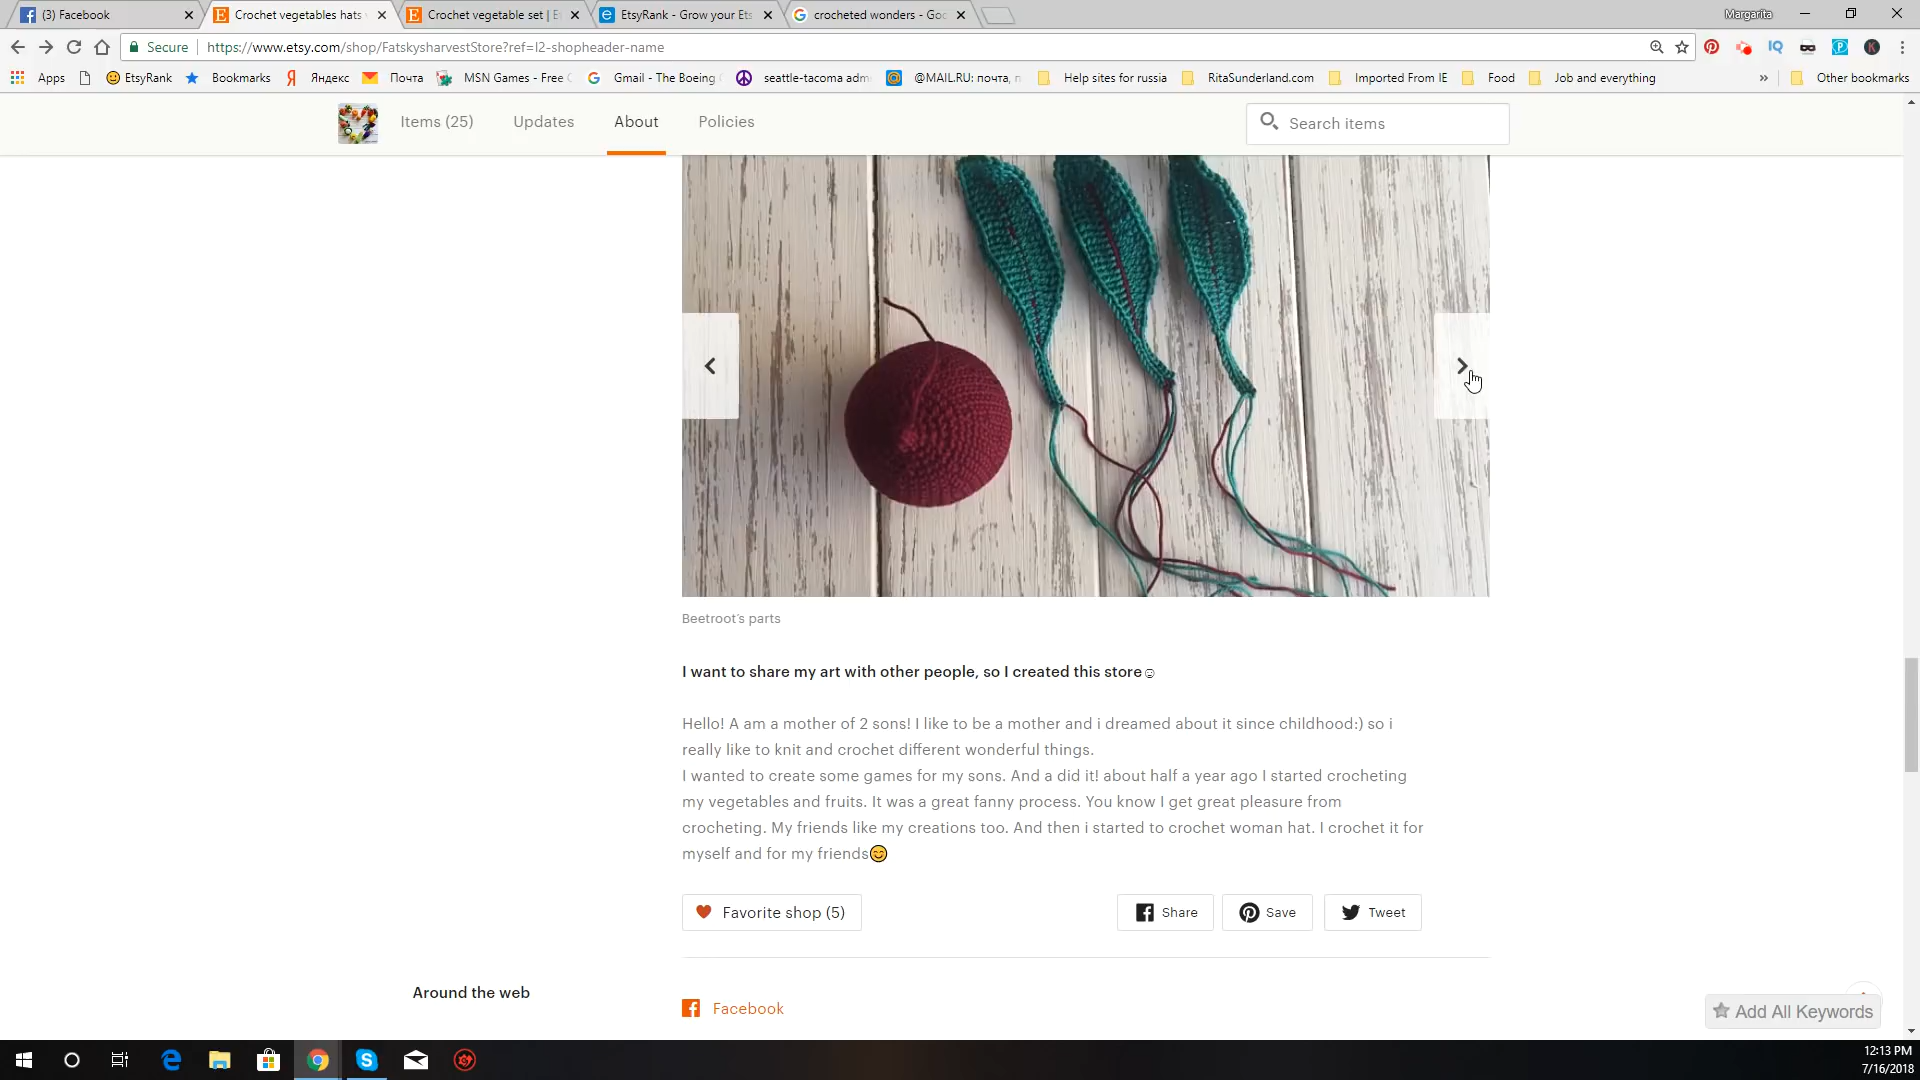 (3) Facebook
Crochet vegetables hats
Crochet vegetable set | E
EtsyRank - Grow your Ets
crocheted wonders - Goo
Margarita
Secure
https://www.etsy.com/shop/FatskysharvestStore?ref=l2-shopheader-name
Apps
EtsyRank
Bookmarks
Яндекс
Почта
MSN Games - Free
Gmail - The Boeing
seattle-tacoma adm
@MAIL.RU: почта,
Help sites for russia
RitaSunderland.com
Imported From IE
Food
Job and everything
»
Other bookmarks
Items (25)
Updates
About
Policies
Search items
Beetroot's parts
I want to share my art with other people, so I created this store☺
Hello! A am a mother of 2 sons! I like to be a mother and i dreamed about it since childhood:) so i
really like to knit and crochet different wonderful things.
I wanted to create some games for my sons. And a did it! about half a year ago I started crocheting
my vegetables and fruits. It was a great fanny process. You know I get great pleasure from
crocheting. My friends like my creations too. And then i started to crochet woman hat. I crochet it for
myself and for my friends😊
Favorite shop (5)
Share
Save
Tweet
Around the web
Facebook
Add All Keywords
12:13 PM
7/16/2018